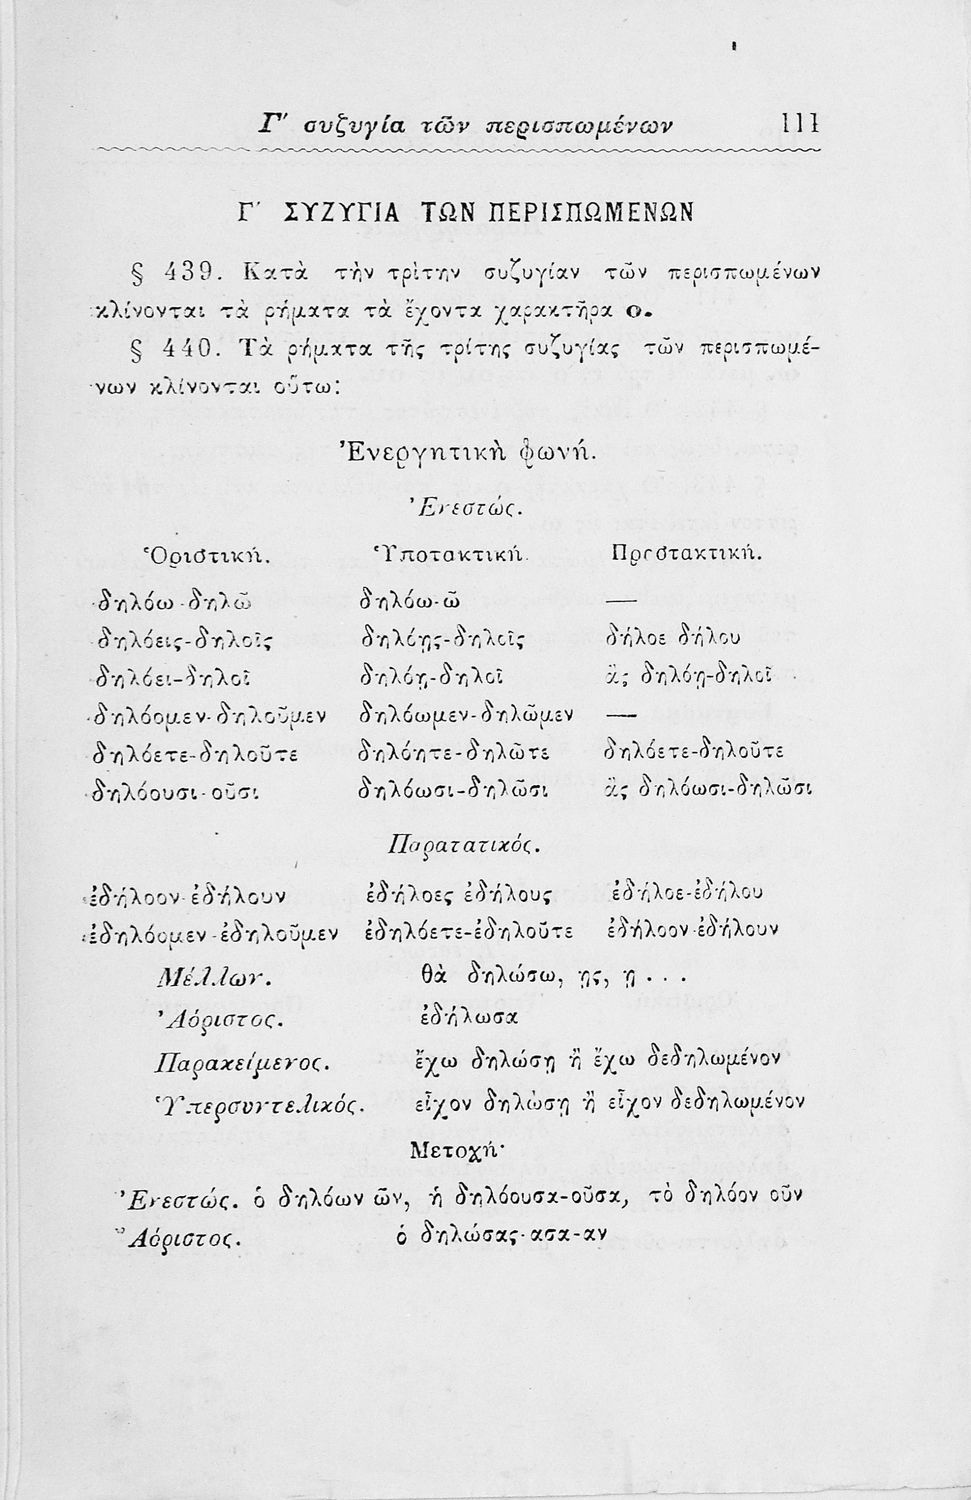 Γ' συζυγία τῶν περισπωμένων 111
Γ' ΣΥΖΥΓΙΑ ΤΩΝ ΠΕΡΙΣΠΩΜΕΝΩΝ
§ 439. Κατὰ τὴν τρίτην συζυγίαν τῶν περισπωμένων
κλίνονται τὰ ρήματα τὰ ἔχοντα χαρακτῆρα ο.
§ 440. Τὰ ρήματα τῆς τρίτης συζυγίας τῶν περισπωμέ-
νων κλίνονται οὕτω:
Ἐνεργητικὴ φωνή.
Ἐνεστώς.
Ὁριστική. Ὑποτακτική. Προστακτική.
δηλόω-δηλῶ δηλόω-ῶ —
δηλόεις-δηλοῖς δηλόῃς-δηλοῖς δήλοε δήλου
δηλόει-δηλοῖ δηλόῃ-δηλοῖ ἂς δηλόῃ-δηλοῖ
δηλόομεν-δηλοῦμεν δηλόωμεν-δηλῶμεν —
δηλόετε-δηλοῦτε δηλόητε-δηλῶτε δηλόετε-δηλοῦτε
δηλόουσι-οῦσι δηλόωσι-δηλῶσι ἂς δηλόωσι-δηλῶσι
Παρατατικός.
ἐδήλοον-ἐδήλουν ἐδήλοες ἐδήλους ἐδήλοε-ἐδήλου
ἐδηλόομεν-ἐδηλοῦμεν ἐδηλόετε-ἐδηλοῦτε ἐδήλοον-ἐδήλουν
Μέλλων. θὰ δηλώσω, ῃς, ῃ . . .
Ἀόριστος. ἐδήλωσα
Παρακείμενος. ἔχω δηλώσῃ ἢ ἔχω δεδηλωμένον
Ὑπερσυντελικός. εἶχον δηλώσῃ ἢ εἶχον δεδηλωμένον
Μετοχή·
Ἐνεστώς. ὁ δηλόων ῶν, ἡ δηλόουσα-οῦσα, τὸ δηλόον οῦν
Ἀόριστος. ὁ δηλώσας-ασα-αν